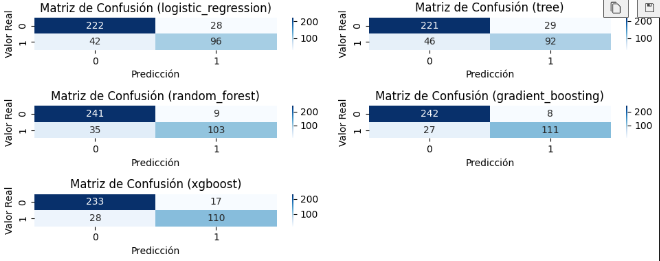 Matriz de Confusión (logistic_regression)
Valor Real
0
1
222 28
42 96
0 1
Predicción
200
100
Matriz de Confusión (tree)
Valor Real
0
1
221 29
46 92
0 1
Predicción
200
100
Matriz de Confusión (random_forest)
Valor Real
0
1
241 9
35 103
0 1
Predicción
200
100
Matriz de Confusión (gradient_boosting)
Valor Real
0
1
242 8
27 111
0 1
Predicción
200
100
Matriz de Confusión (xgboost)
Valor Real
0
1
233 17
28 110
0 1
Predicción
200
100